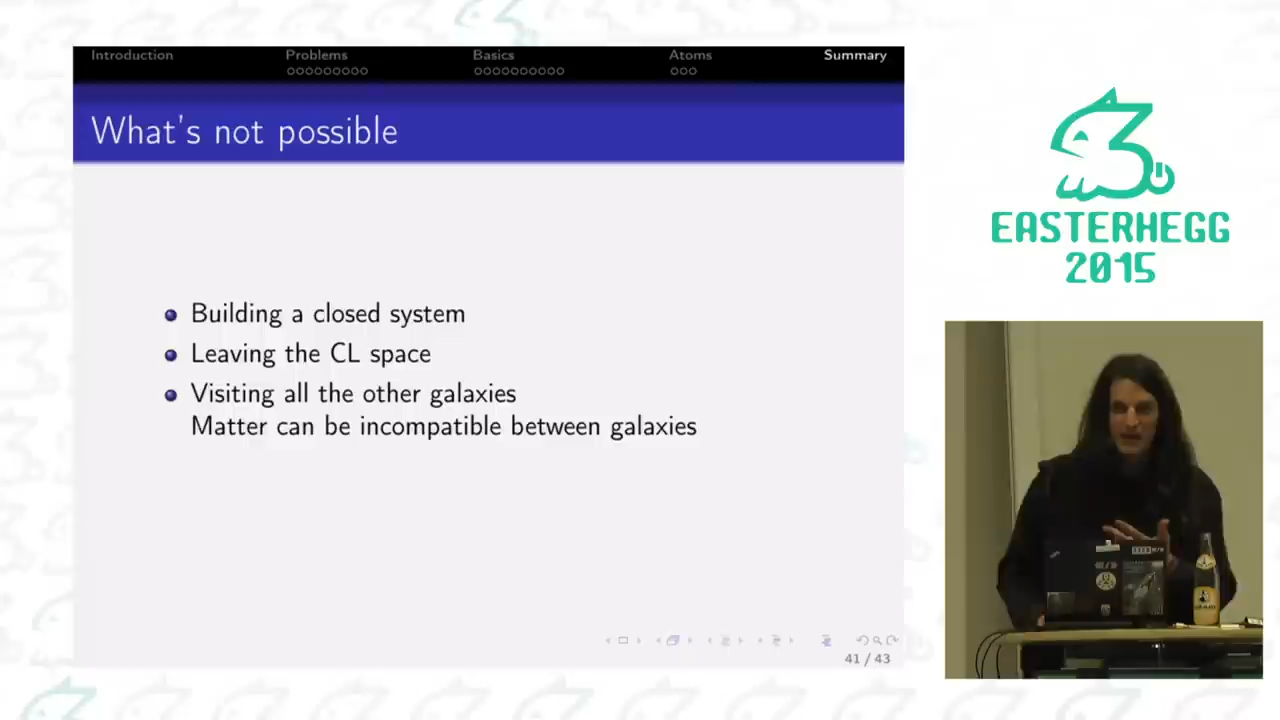 Introduction
Problems
Basics
Atoms
Summary
What's not possible
Building a closed system
Leaving the CL space
Visiting all the other galaxies
Matter can be incompatible between galaxies
41 / 43
EASTERHEGG
2015